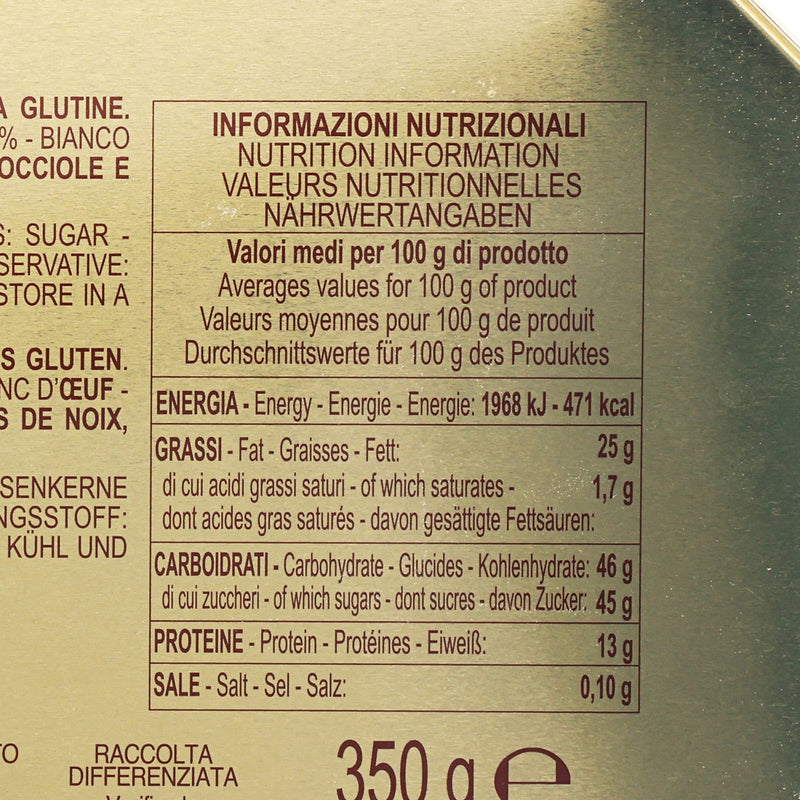 A GLUTINE.
% - BIANCO
OCCIOLE E
S: SUGAR -
SERVATIVE:
STORE IN A
S GLUTEN.
NC D'ŒUF -
S DE NOIX,
SENKERNE
NGSSTOFF:
KÜHL UND
INFORMAZIONI NUTRIZIONALI
NUTRITION INFORMATION
VALEURS NUTRITIONNELLES
NÄHRWERTANGABEN
Valori medi per 100 g di prodotto
Averages values for 100 g of product
Valeurs moyennes pour 100 g de produit
Durchschnittswerte für 100 g des Produktes
ENERGIA - Energy - Energie - Energie: 1968 kJ - 471 kcal
GRASSI - Fat - Graisses - Fett: 25 g
di cui acidi grassi saturi - of which saturates - 1,7 g
dont acides gras saturés - davon gesättigte Fettsäuren:
CARBOIDRATI - Carbohydrate - Glucides - Kohlenhydrate: 46 g
di cui zuccheri - of which sugars - dont sucres - davon Zucker: 45 g
PROTEINE - Protein - Protéines - Eiweiß: 13 g
SALE - Salt - Sel - Salz: 0,10 g
TO
RACCOLTA
DIFFERENZIATA
350 g ℮